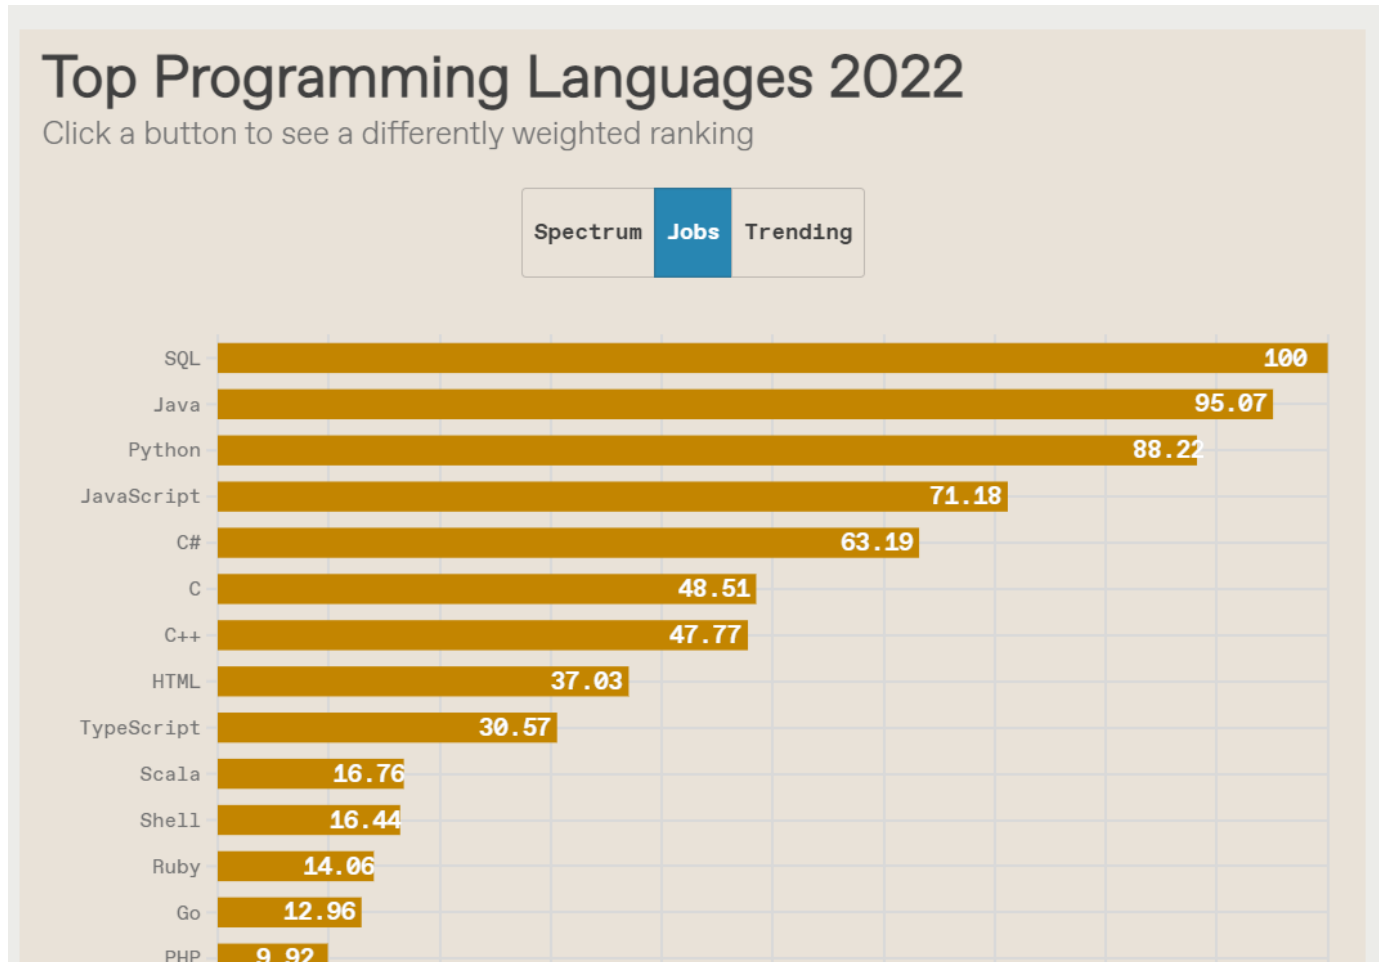 Top Programming Languages 2022
Click a button to see a differently weighted ranking
Spectrum Jobs Trending
SQL 100
Java 95.07
Python 88.22
JavaScript 71.18
C# 63.19
C 48.51
C++ 47.77
HTML 37.03
TypeScript 30.57
Scala 16.76
Shell 16.44
Ruby 14.06
Go 12.96
PHP 9.92